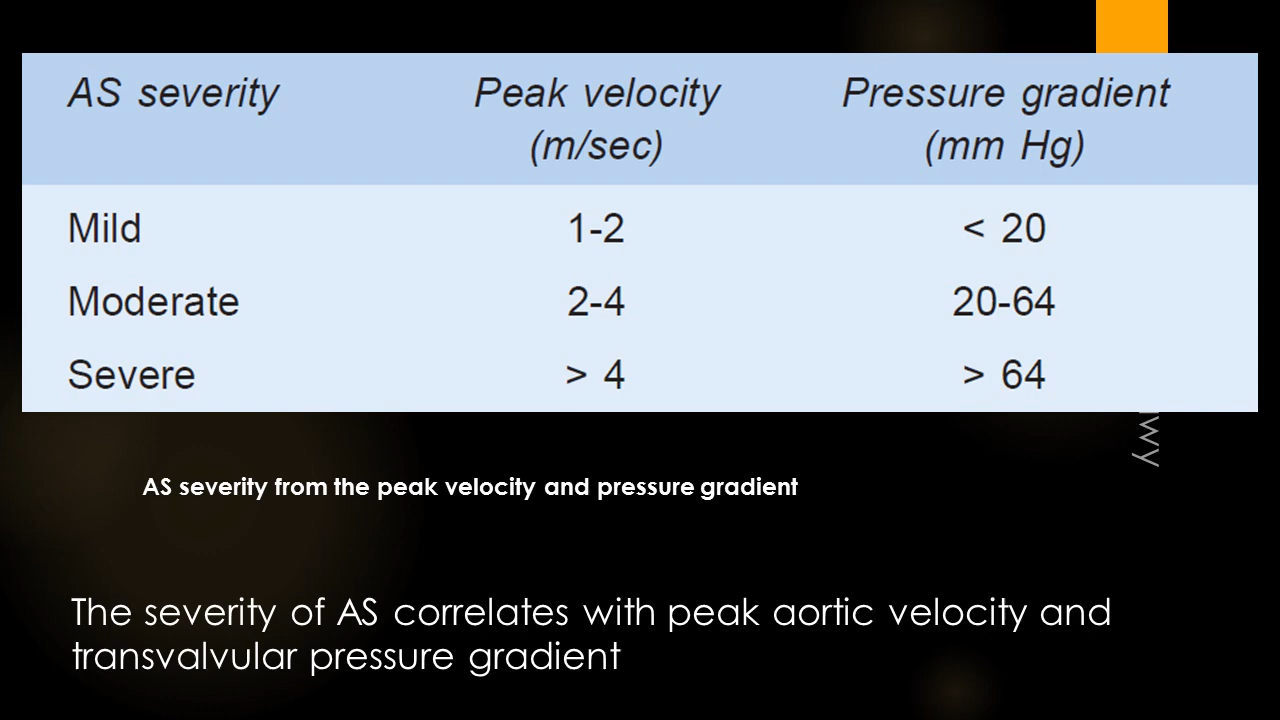 AS severity Peak velocity Pressure gradient
(m/sec) (mm Hg)
Mild 1-2 < 20
Moderate 2-4 20-64
Severe > 4 > 64
AS severity from the peak velocity and pressure gradient
The severity of AS correlates with peak aortic velocity and
transvalvular pressure gradient